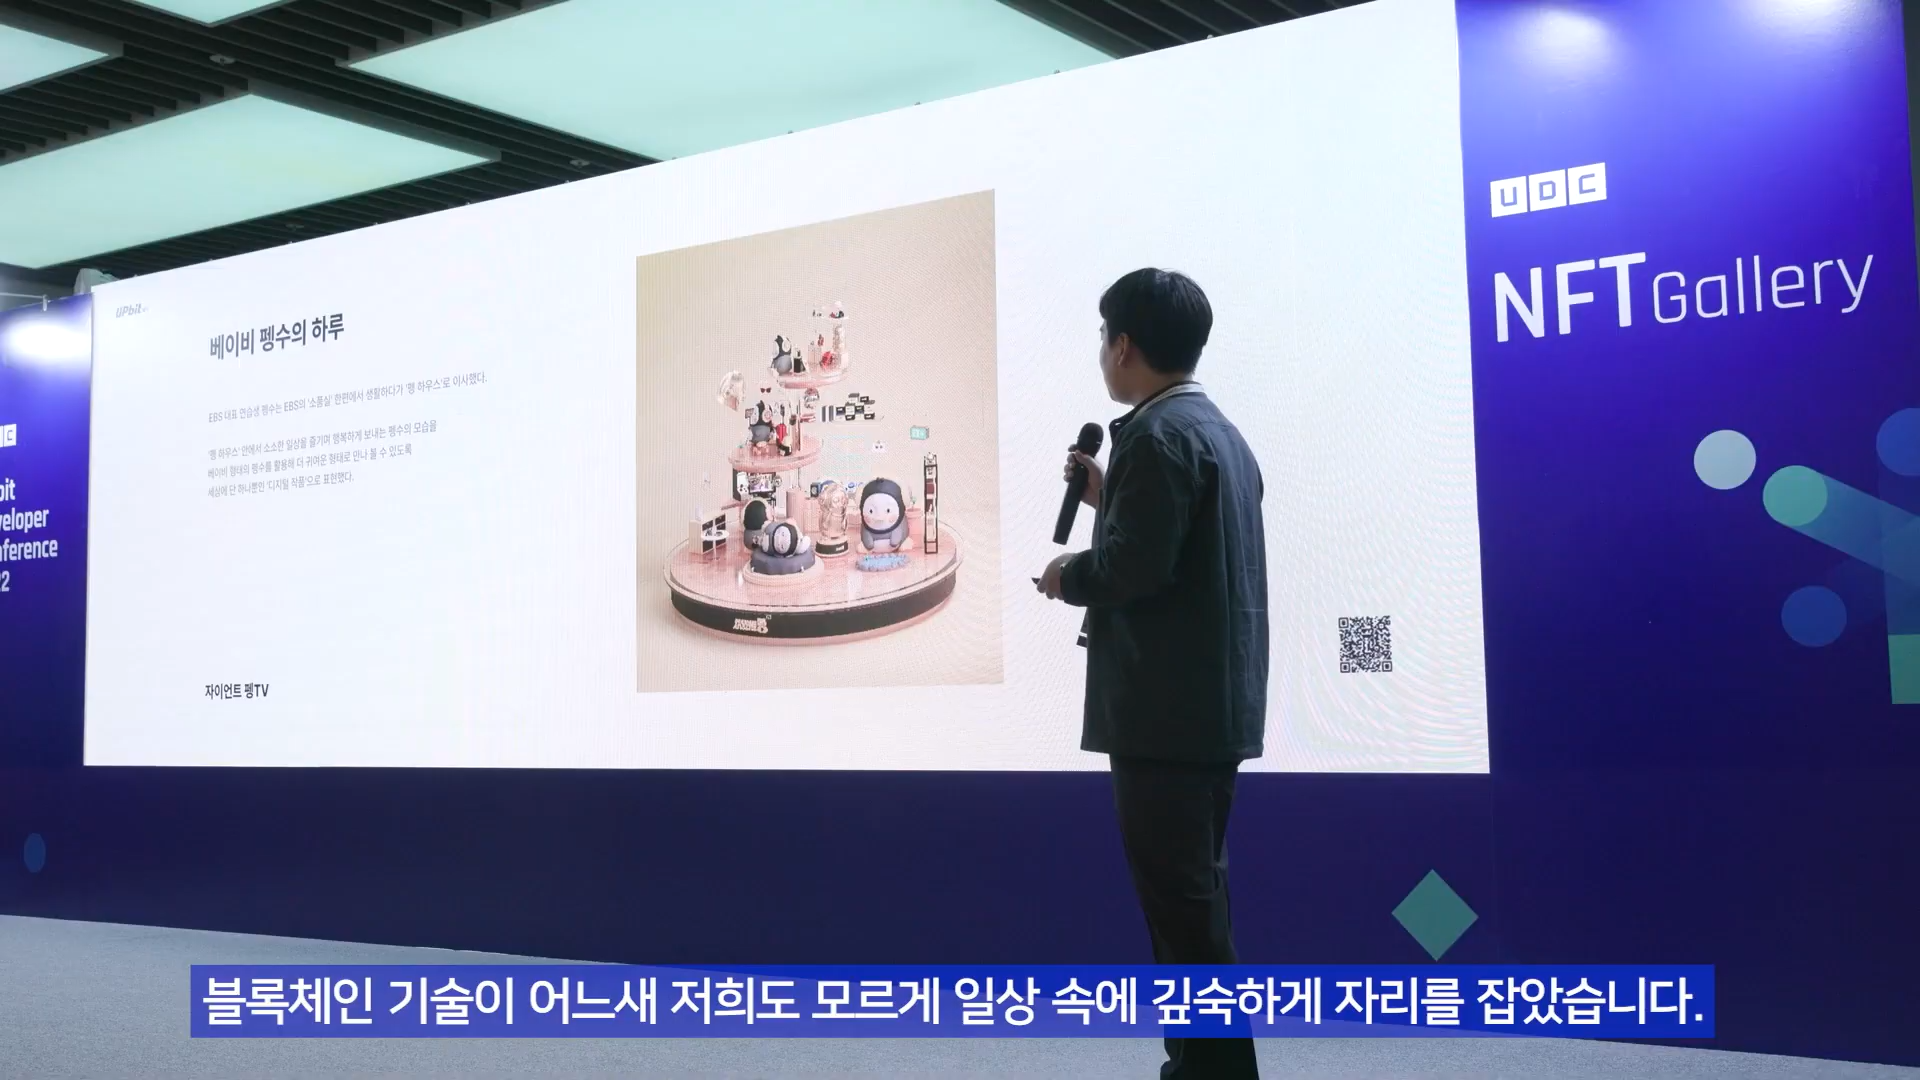 UPbit
베이비 펭수의 하루
EBS 대표 연습생 펭수는 EBS의 '소품실' 한편에서 생활하다가 '펭 하우스'로 이사했다.
'펭 하우스' 안에서 소소한 일상을 즐기며 행복하게 보내는 펭수의 모습을
베이비 형태의 펭수를 활용해 더 귀여운 형태로 만나 볼 수 있도록
세상에 단 하나뿐인 '디지털 작품'으로 표현했다.
자이언트 펭TV
UDC
NFT Gallery
C
bit
veloper
nference
22
블록체인 기술이 어느새 저희도 모르게 일상 속에 깊숙하게 자리를 잡았습니다.